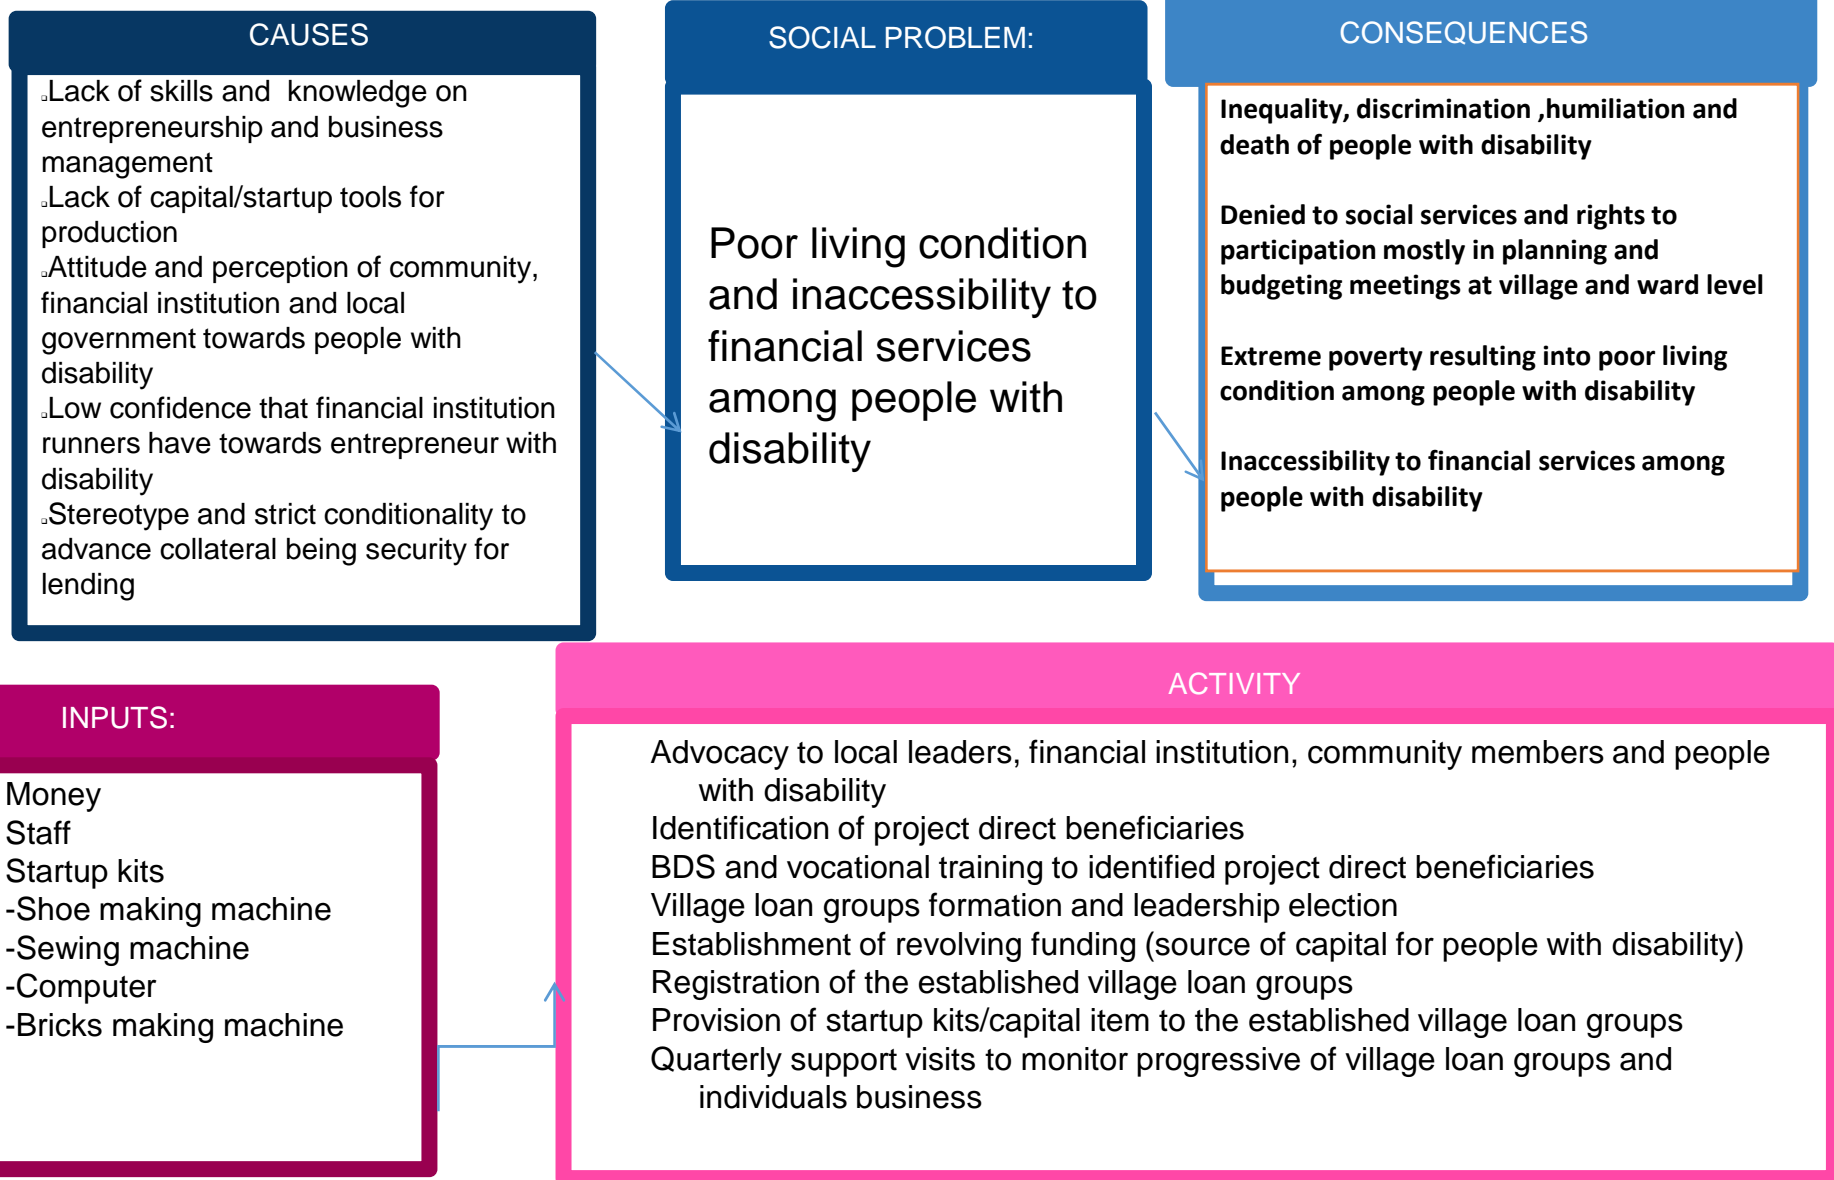 CAUSES
Lack of skills and  knowledge on
entrepreneurship and business
management
Lack of capital/startup tools for
production
Attitude and perception of community,
financial institution and local
government towards people with
disability
Low confidence that financial institution
runners have towards entrepreneur with
disability
Stereotype and strict conditionality to
advance collateral being security for
lending
SOCIAL PROBLEM:
Poor living condition
and inaccessibility to
financial services
among people with
disability
CONSEQUENCES
Inequality, discrimination ,humiliation and
death of people with disability
Denied to social services and rights to
participation mostly in planning and
budgeting meetings at village and ward level
Extreme poverty resulting into poor living
condition among people with disability
Inaccessibility to financial services among
people with disability
INPUTS:
Money
Staff
Startup kits
-Shoe making machine
-Sewing machine
-Computer
-Bricks making machine
ACTIVITY
Advocacy to local leaders, financial institution, community members and people
with disability
Identification of project direct beneficiaries
BDS and vocational training to identified project direct beneficiaries
Village loan groups formation and leadership election
Establishment of revolving funding (source of capital for people with disability)
Registration of the established village loan groups
Provision of startup kits/capital item to the established village loan groups
Quarterly support visits to monitor progressive of village loan groups and
individuals business